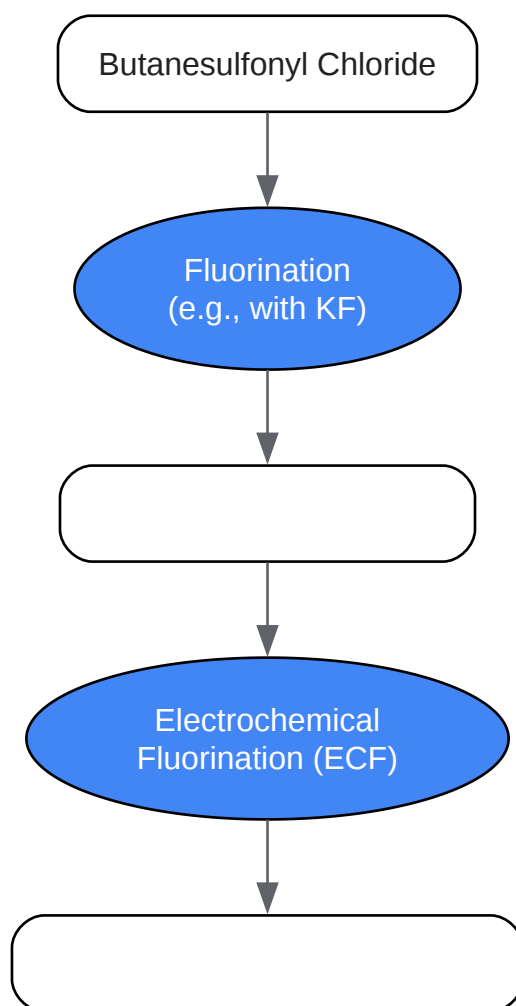 Butanesulfonyl Chloride
Fluorination
(e.g., with KF)
Electrochemical
Fluorination (ECF)